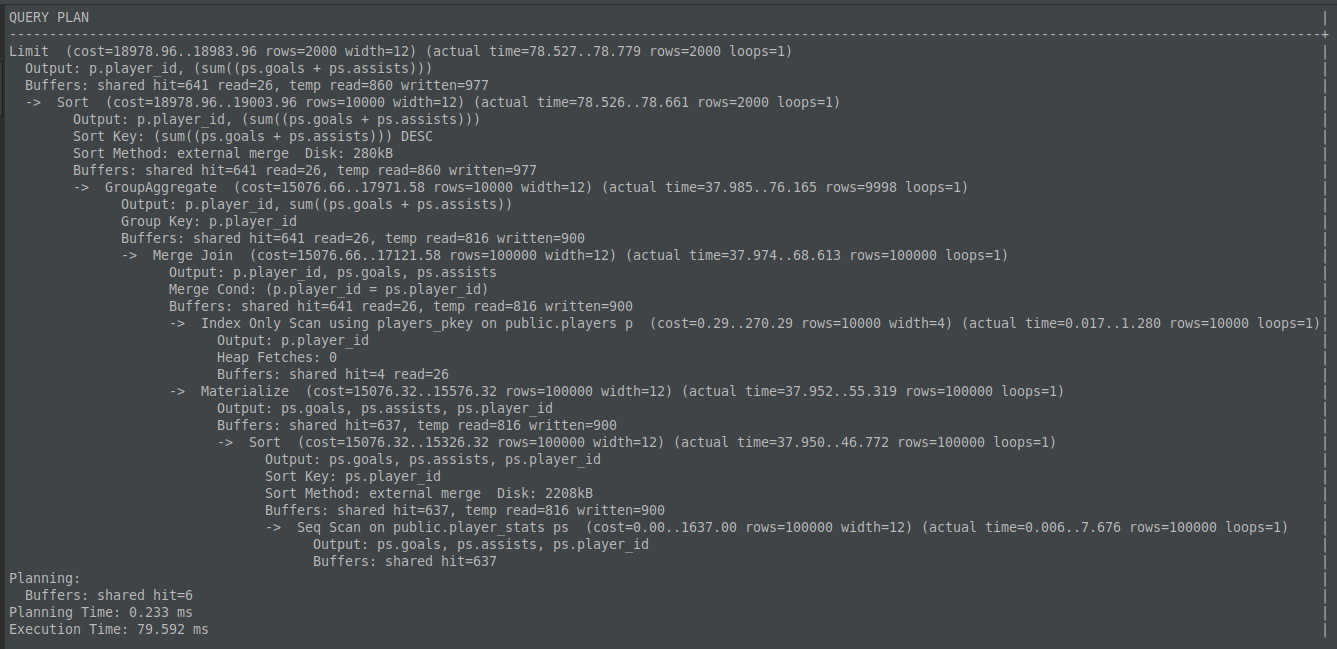 QUERY PLAN
Limit  (cost=18978.96..18983.96 rows=2000 width=12) (actual time=78.527..78.779 rows=2000 loops=1)
  Output: p.player_id, (sum((ps.goals + ps.assists)))
  Buffers: shared hit=641 read=26, temp read=860 written=977
  ->  Sort  (cost=18978.96..19003.96 rows=10000 width=12) (actual time=78.526..78.661 rows=2000 loops=1)
        Output: p.player_id, (sum((ps.goals + ps.assists)))
        Sort Key: (sum((ps.goals + ps.assists))) DESC
        Sort Method: external merge  Disk: 280kB
        Buffers: shared hit=641 read=26, temp read=860 written=977
        ->  GroupAggregate  (cost=15076.66..17971.58 rows=10000 width=12) (actual time=37.985..76.165 rows=9998 loops=1)
              Output: p.player_id, sum((ps.goals + ps.assists))
              Group Key: p.player_id
              Buffers: shared hit=641 read=26, temp read=816 written=900
              ->  Merge Join  (cost=15076.66..17121.58 rows=100000 width=12) (actual time=37.974..68.613 rows=100000 loops=1)
                    Output: p.player_id, ps.goals, ps.assists
                    Merge Cond: (p.player_id = ps.player_id)
                    Buffers: shared hit=641 read=26, temp read=816 written=900
                    ->  Index Only Scan using players_pkey on public.players p  (cost=0.29..270.29 rows=10000 width=4) (actual time=0.017..1.280 rows=10000 loops=1)
                          Output: p.player_id
                          Heap Fetches: 0
                          Buffers: shared hit=4 read=26
                    ->  Materialize  (cost=15076.32..15576.32 rows=100000 width=12) (actual time=37.952..55.319 rows=100000 loops=1)
                          Output: ps.goals, ps.assists, ps.player_id
                          Buffers: shared hit=637, temp read=816 written=900
                          ->  Sort  (cost=15076.32..15326.32 rows=100000 width=12) (actual time=37.950..46.772 rows=100000 loops=1)
                                Output: ps.goals, ps.assists, ps.player_id
                                Sort Key: ps.player_id
                                Sort Method: external merge  Disk: 2208kB
                                Buffers: shared hit=637, temp read=816 written=900
                                ->  Seq Scan on public.player_stats ps  (cost=0.00..1637.00 rows=100000 width=12) (actual time=0.006..7.676 rows=100000 loops=1)
                                      Output: ps.goals, ps.assists, ps.player_id
                                      Buffers: shared hit=637
Planning:
  Buffers: shared hit=6
Planning Time: 0.233 ms
Execution Time: 79.592 ms